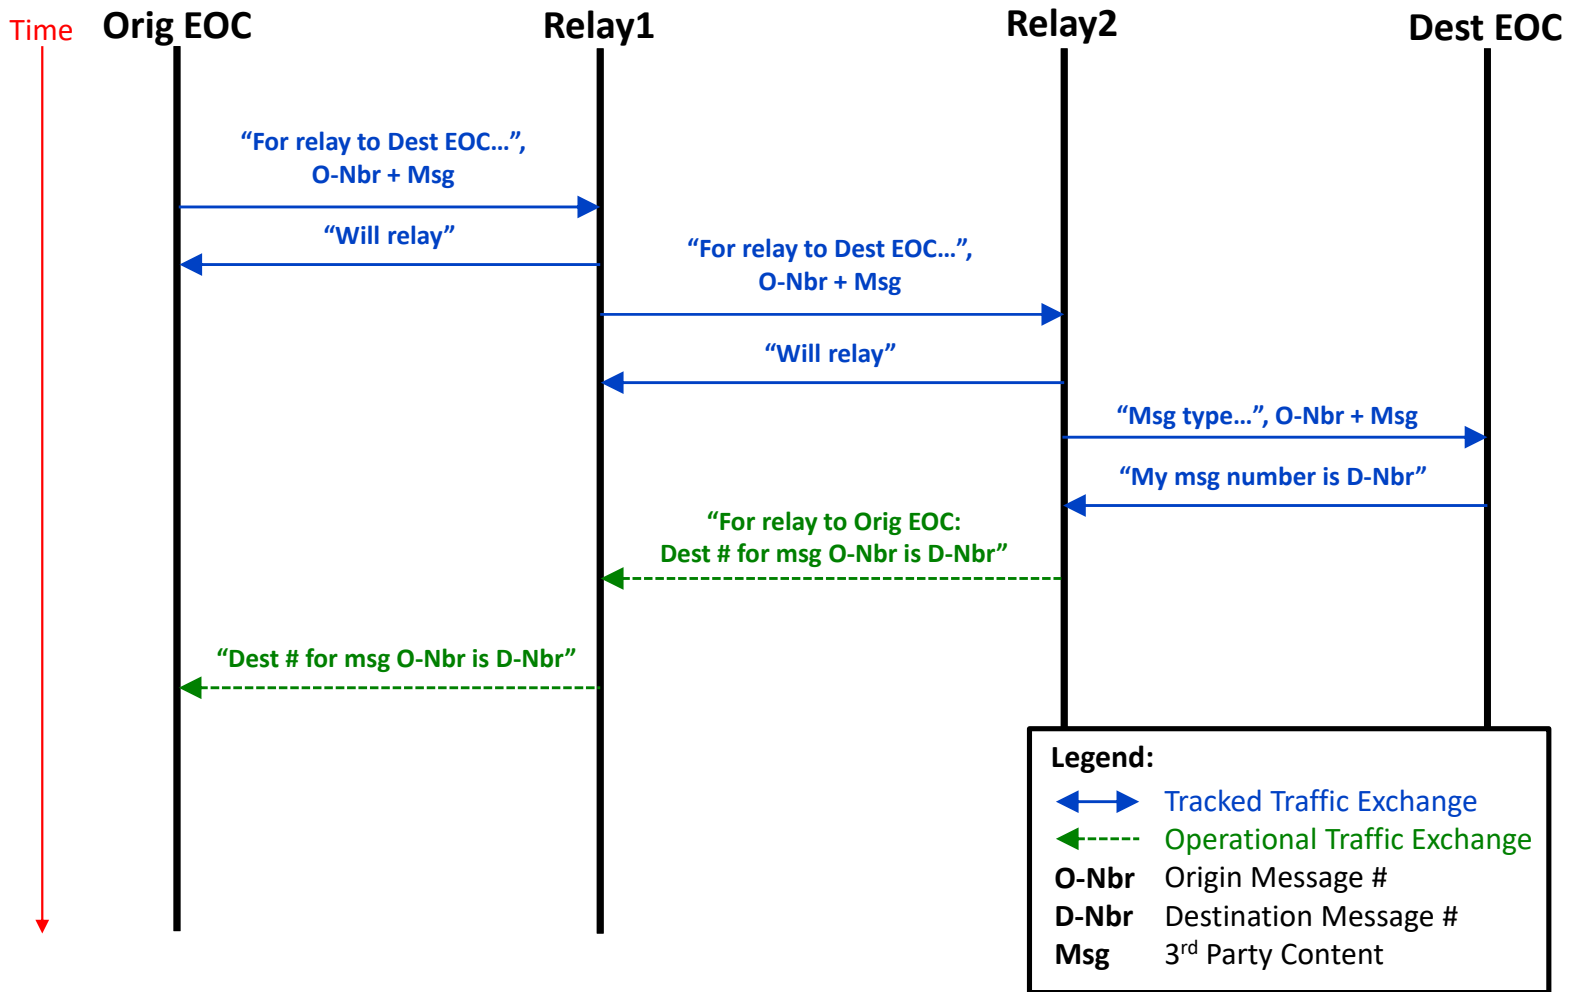 Time
Orig EOC
Relay1
Relay2
Dest EOC
“For relay to Dest EOC…”,
O-Nbr + Msg
“Will relay”
“For relay to Dest EOC…”,
O-Nbr + Msg
“Will relay”
“Msg type…”, O-Nbr + Msg
“My msg number is D-Nbr”
“For relay to Orig EOC:
Dest # for msg O-Nbr is D-Nbr”
“Dest # for msg O-Nbr is D-Nbr”
Legend:
Tracked Traffic Exchange
Operational Traffic Exchange
O-Nbr Origin Message #
D-Nbr Destination Message #
Msg 3rd Party Content